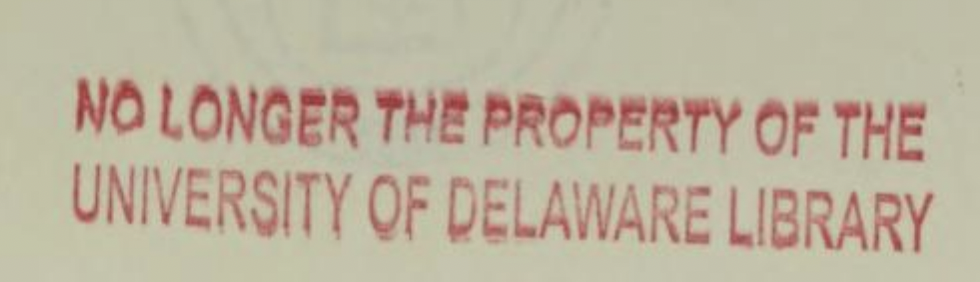 NO LONGER THE PROPERTY OF THE
UNIVERSITY OF DELAWARE LIBRARY